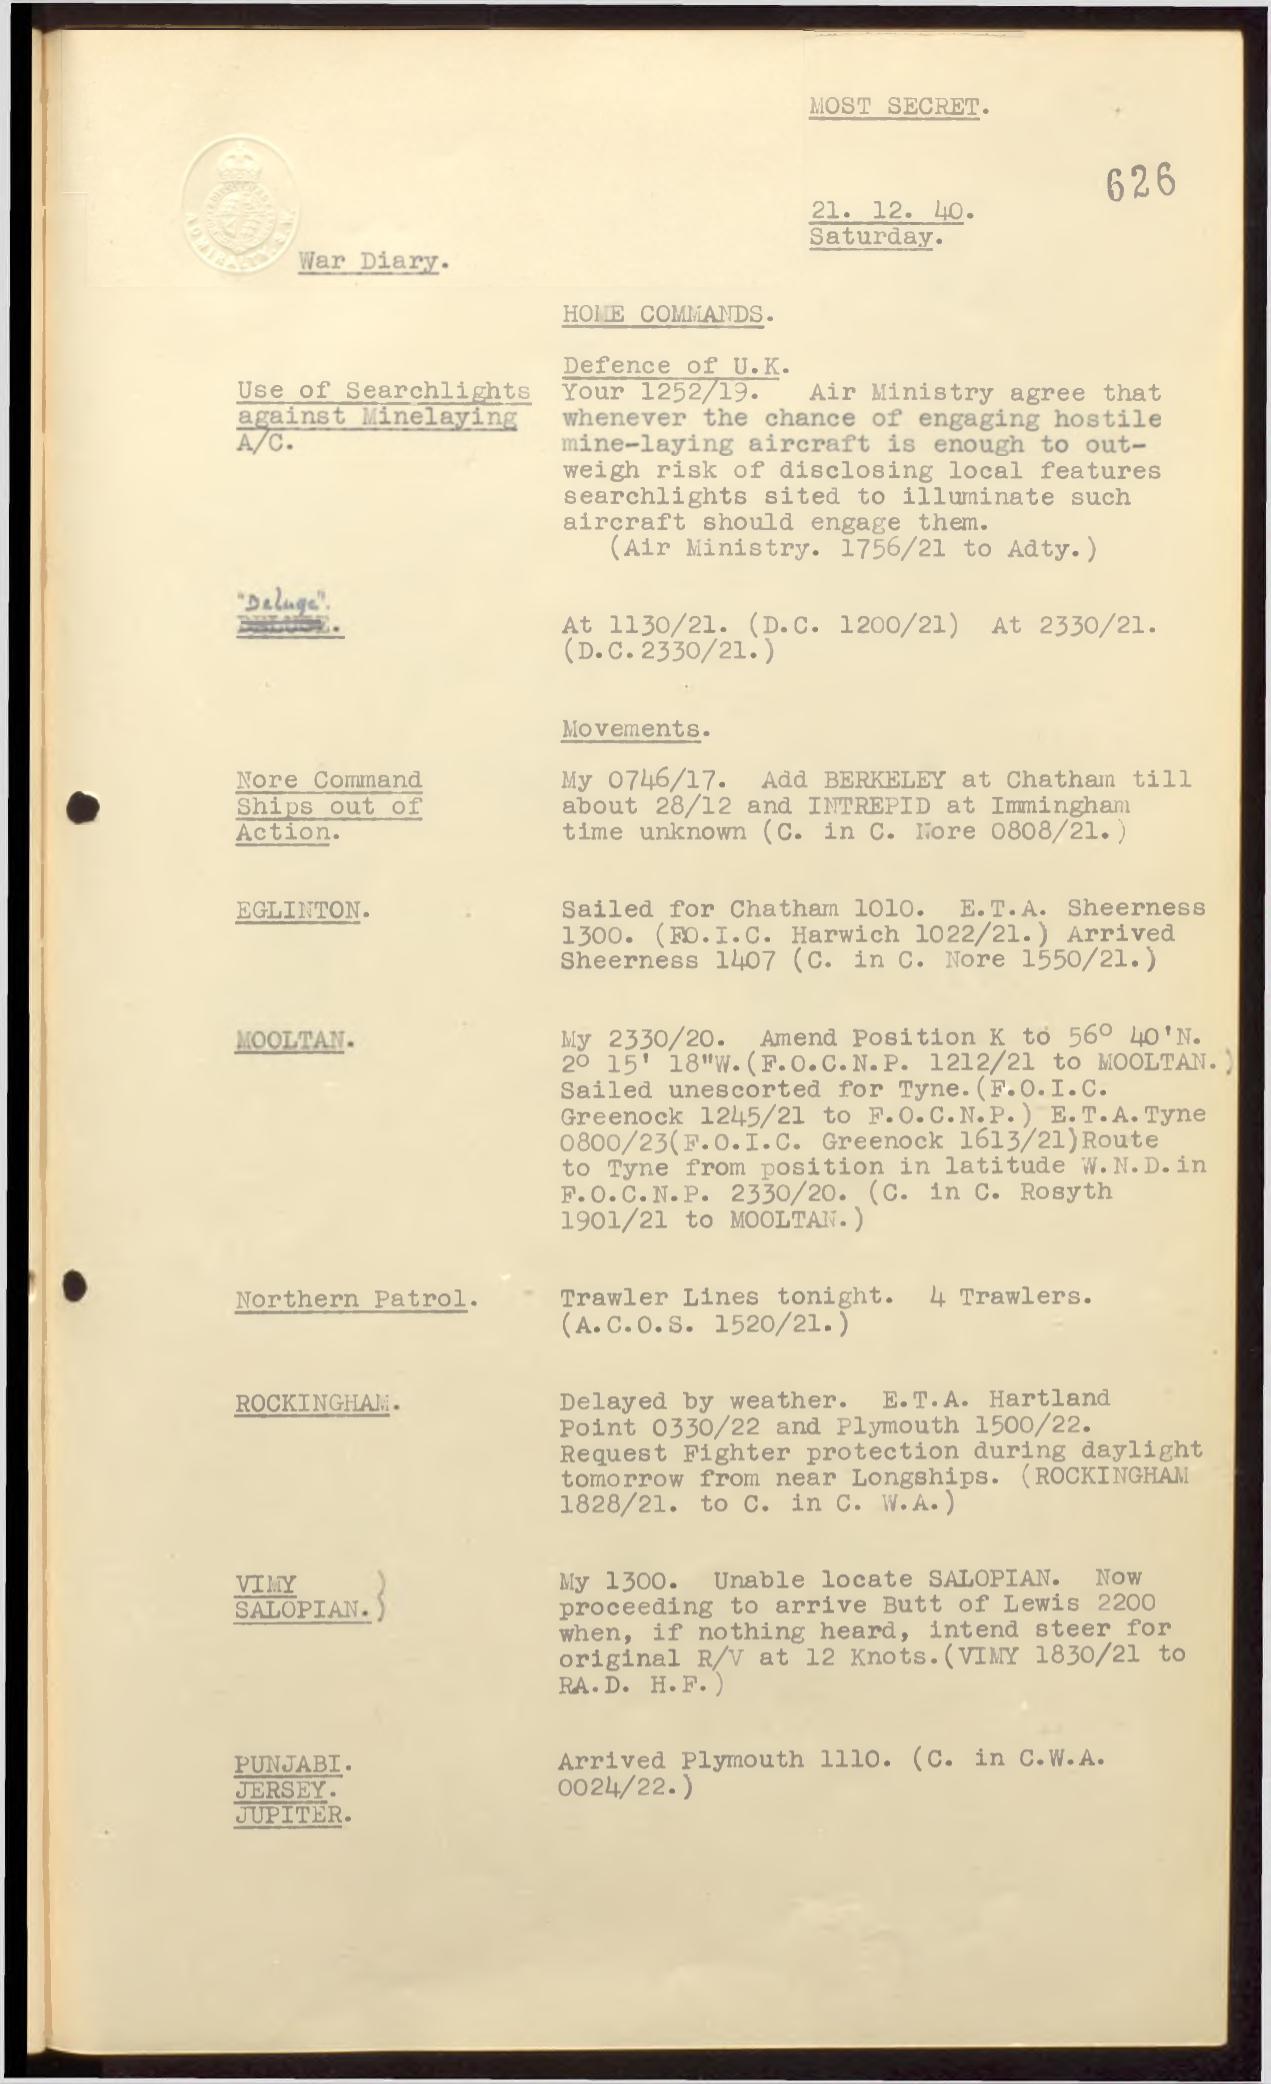 MOST SECRET.
626
21. 12. 40.
Saturday.
ADMIRALTY. S.W.
War Diary.
HOME COMMANDS.
Defence of U.K.
Use of Searchlights
against Minelaying
A/C.
Your 1252/19. Air Ministry agree that
whenever the chance of engaging hostile
mine-laying aircraft is enough to out-
weigh risk of disclosing local features
searchlights sited to illuminate such
aircraft should engage them.
(Air Ministry. 1756/21 to Adty.)
"Deluge".
DELUGE.
At 1130/21. (D.C. 1200/21) At 2330/21.
(D.C.2330/21.)
Movements.
Nore Command
Ships out of
Action.
My 0746/17. Add BERKELEY at Chatham till
about 28/12 and INTREPID at Immingham
time unknown (C. in C. Nore 0808/21.)
EGLINTON.
Sailed for Chatham 1010. E.T.A. Sheerness
1300. (FO.I.C. Harwich 1022/21.) Arrived
Sheerness 1407 (C. in C. Nore 1550/21.)
MOOLTAN.
My 2330/20. Amend Position K to 56° 40'N.
2° 15' 18"W.(F.O.C.N.P. 1212/21 to MOOLTAN.)
Sailed unescorted for Tyne.(F.O.I.C.
Greenock 1245/21 to F.O.C.N.P.) E.T.A.Tyne
0800/23(F.O.I.C. Greenock 1613/21)Route
to Tyne from position in latitude W.N.D.in
F.O.C.N.P. 2330/20. (C. in C. Rosyth
1901/21 to MOOLTAN.)
Northern Patrol.
Trawler Lines tonight. 4 Trawlers.
(A.C.O.S. 1520/21.)
ROCKINGHAM.
Delayed by weather. E.T.A. Hartland
Point 0330/22 and Plymouth 1500/22.
Request Fighter protection during daylight
tomorrow from near Longships. (ROCKINGHAM
1828/21. to C. in C. W.A.)
VIMY
SALOPIAN.}
My 1300. Unable locate SALOPIAN. Now
proceeding to arrive Butt of Lewis 2200
when, if nothing heard, intend steer for
original R/V at 12 Knots.(VIMY 1830/21 to
RA.D. H.F.)
PUNJABI.
JERSEY.
JUPITER.
Arrived Plymouth 1110. (C. in C.W.A.
0024/22.)